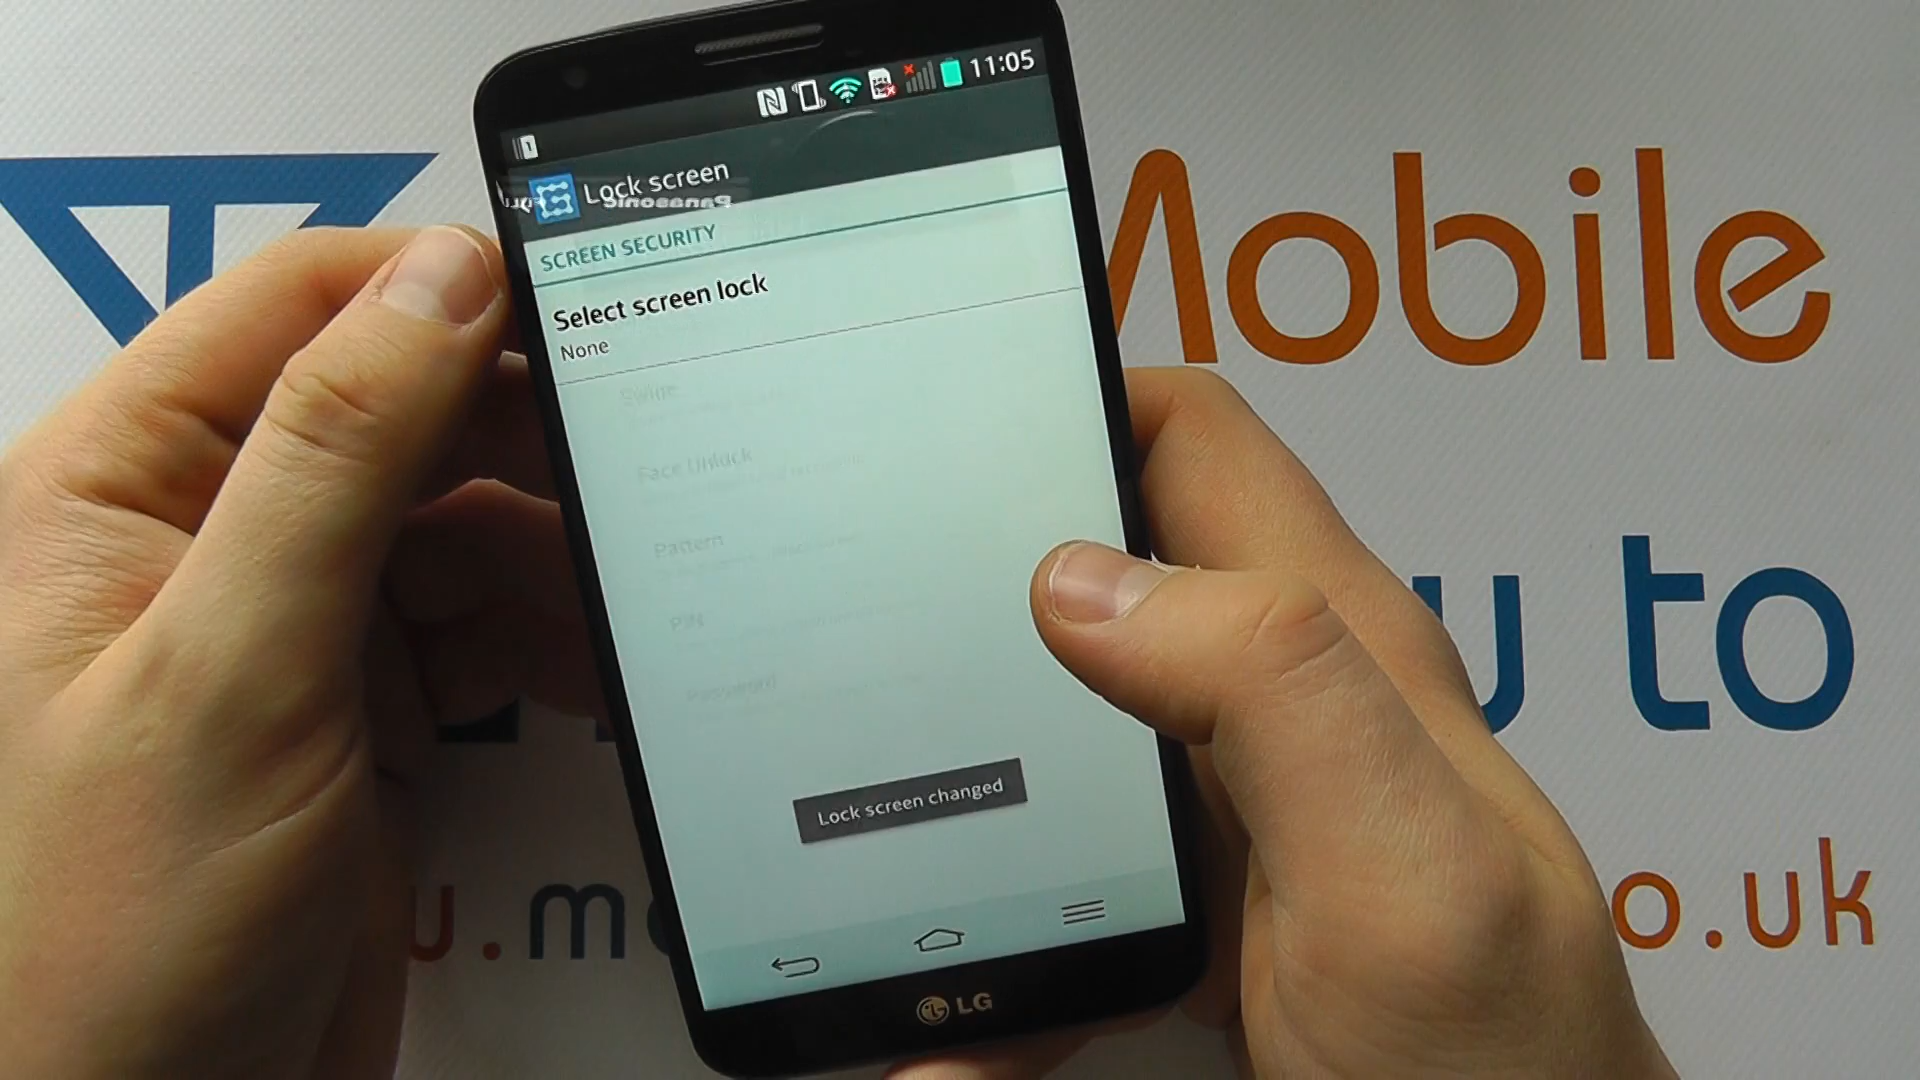 11:05
1
Lock screen
SCREEN SECURITY
Select screen lock
None
Swipe
Face Unlock
Pattern
PIN
Password
Lock screen changed
LG
Mobile
u to
u.m
o.uk